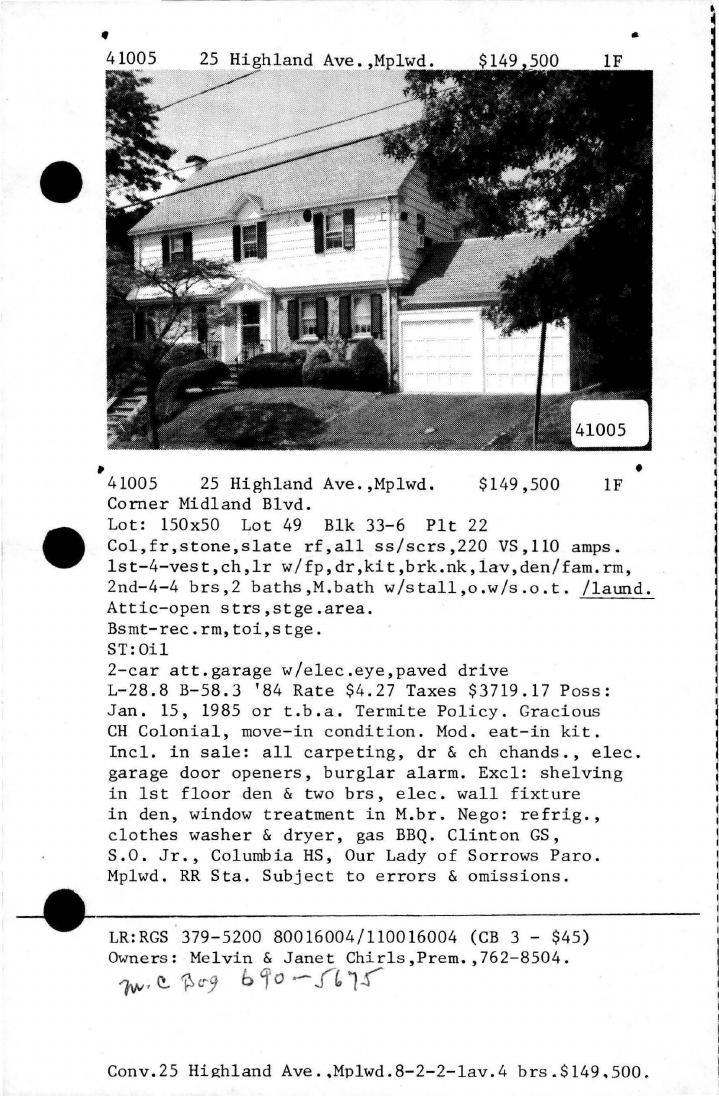 41005 25 Highland Ave.,Mplwd. $149,500 1F
41005
41005 25 Highland Ave.,Mplwd. $149,500 1F
Corner Midland Blvd.
Lot: 150x50 Lot 49 Blk 33-6 Plt 22
Col,fr,stone,slate rf,all ss/scrs,220 VS,110 amps.
1st-4-vest,ch,lr w/fp,dr,kit,brk.nk,lav,den/fam.rm,
2nd-4-4 brs,2 baths,M.bath w/stall,o.w/s.o.t. /laund.
Attic-open strs,stge.area.
Bsmt-rec.rm,toi,stge.
ST:Oil
2-car att.garage w/elec.eye,paved drive
L-28.8 B-58.3 '84 Rate $4.27 Taxes $3719.17 Poss:
Jan. 15, 1985 or t.b.a. Termite Policy. Gracious
CH Colonial, move-in condition. Mod. eat-in kit.
Incl. in sale: all carpeting, dr & ch chands., elec.
garage door openers, burglar alarm. Excl: shelving
in 1st floor den & two brs, elec. wall fixture
in den, window treatment in M.br. Nego: refrig.,
clothes washer & dryer, gas BBQ. Clinton GS,
S.O. Jr., Columbia HS, Our Lady of Sorrows Paro.
Mplwd. RR Sta. Subject to errors & omissions.
LR:RGS 379-5200 80016004/110016004 (CB 3 - $45)
Owners: Melvin & Janet Chirls,Prem.,762-8504.
690-5675
Conv.25 Highland Ave.,Mplwd.8-2-2-1av.4 brs.$149,500.